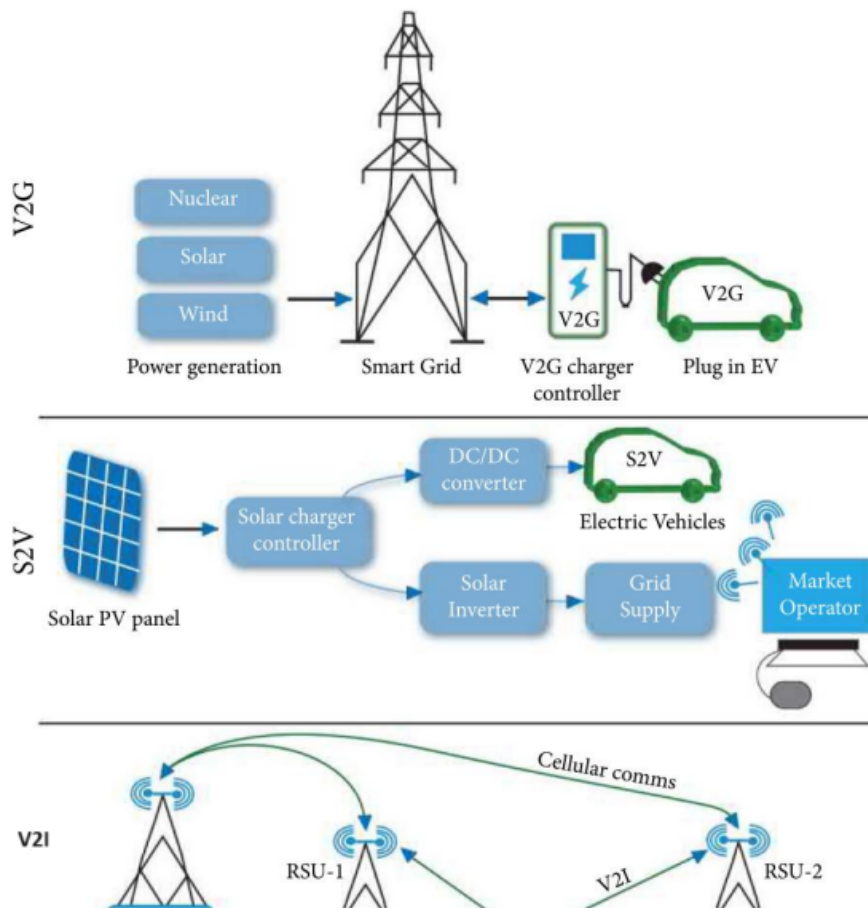 V2G
Nuclear
Solar
Wind
Power generation
Smart Grid
V2G
V2G charger
controller
V2G
Plug in EV
S2V
Solar PV panel
Solar charger
controller
DC/DC
converter
S2V
Electric Vehicles
Solar
Inverter
Grid
Supply
Market
Operator
V2I
Cellular comms
RSU-1
V2I
RSU-2